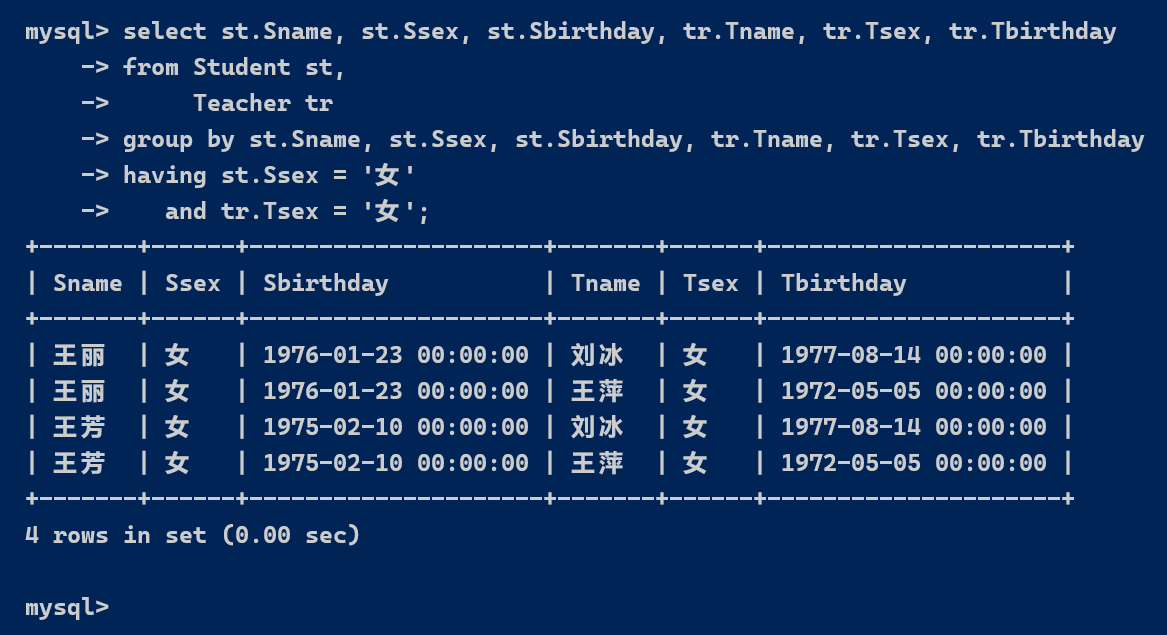 mysql> select st.Sname, st.Ssex, st.Sbirthday, tr.Tname, tr.Tsex, tr.Tbirthday
    -> from Student st,
    ->      Teacher tr
    -> group by st.Sname, st.Ssex, st.Sbirthday, tr.Tname, tr.Tsex, tr.Tbirthday
    -> having st.Ssex = '女'
    ->    and tr.Tsex = '女';
+-------+------+---------------------+-------+------+---------------------+
| Sname | Ssex | Sbirthday           | Tname | Tsex | Tbirthday           |
+-------+------+---------------------+-------+------+---------------------+
| 王丽  | 女   | 1976-01-23 00:00:00 | 刘冰  | 女   | 1977-08-14 00:00:00 |
| 王丽  | 女   | 1976-01-23 00:00:00 | 王萍  | 女   | 1972-05-05 00:00:00 |
| 王芳  | 女   | 1975-02-10 00:00:00 | 刘冰  | 女   | 1977-08-14 00:00:00 |
| 王芳  | 女   | 1975-02-10 00:00:00 | 王萍  | 女   | 1972-05-05 00:00:00 |
+-------+------+---------------------+-------+------+---------------------+
4 rows in set (0.00 sec)

mysql>